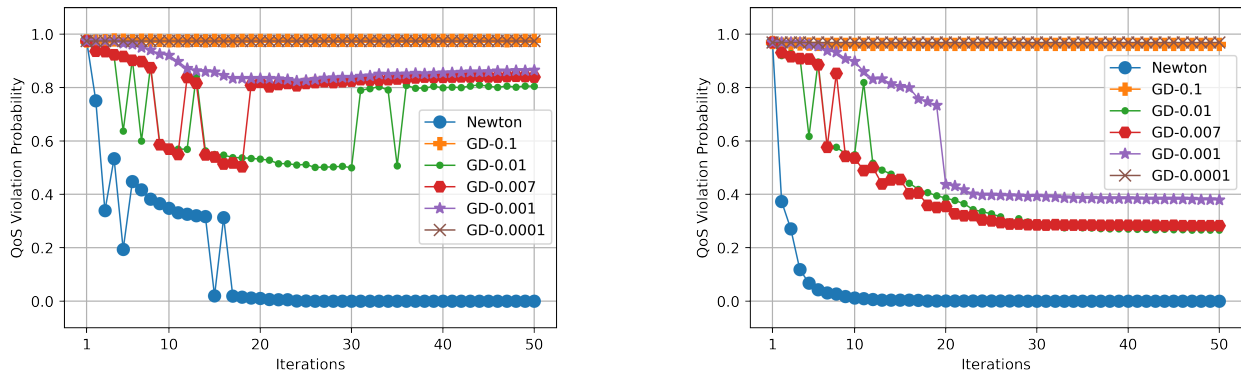 QoS Violation Probability
1.0
0.8
0.6
0.4
0.2
0.0
Newton
GD-0.1
GD-0.01
GD-0.007
GD-0.001
GD-0.0001
1 10 20 30 40 50
Iterations
QoS Violation Probability
1.0
0.8
0.6
0.4
0.2
0.0
Newton
GD-0.1
GD-0.01
GD-0.007
GD-0.001
GD-0.0001
1 10 20 30 40 50
Iterations